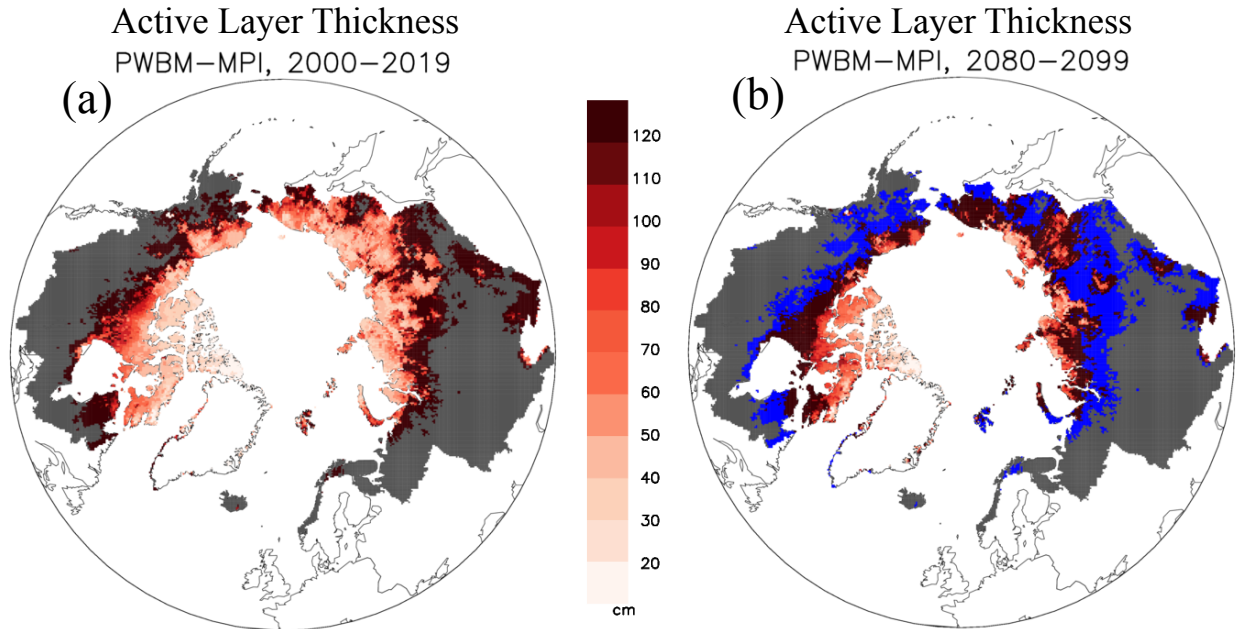 Active Layer Thickness
PWBM-MPI, 2000-2019
(a)
120
110
100
90
80
70
60
50
40
30
20
cm
Active Layer Thickness
PWBM-MPI, 2080-2099
(b)